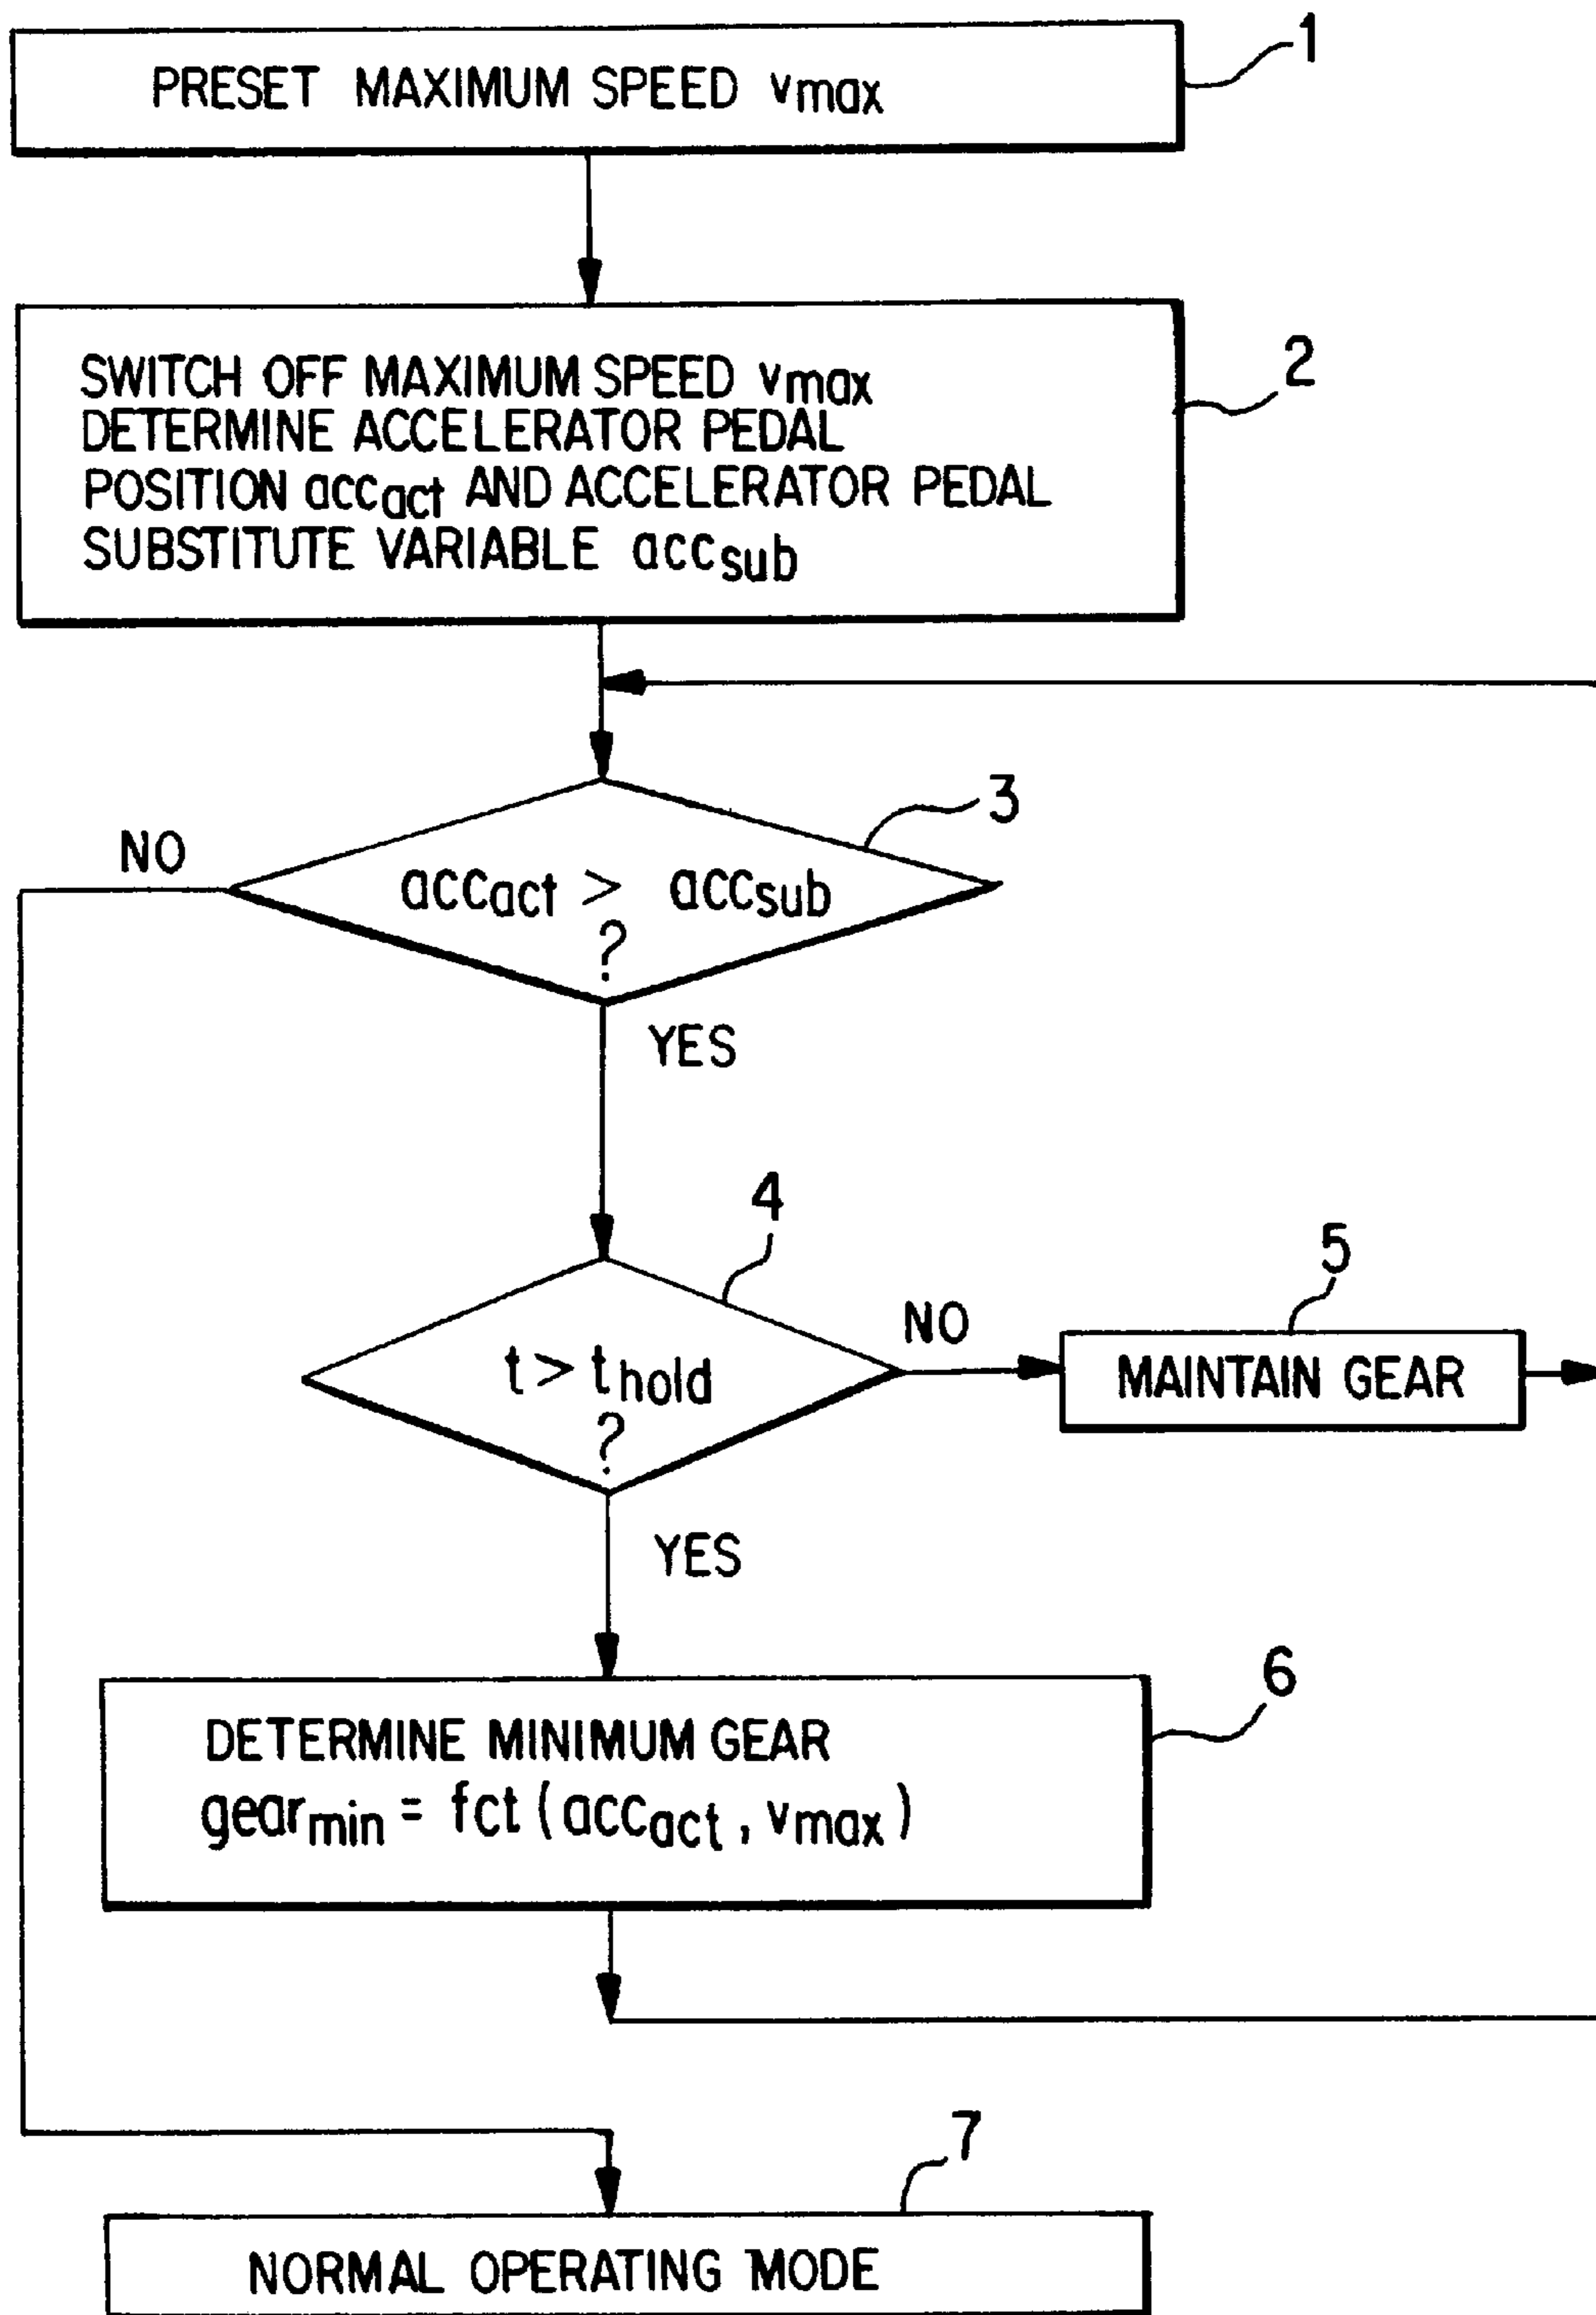 1
PRESET MAXIMUM SPEED vmax
2
SWITCH OFF MAXIMUM SPEED vmax
DETERMINE ACCELERATOR PEDAL
POSITION accact AND ACCELERATOR PEDAL
SUBSTITUTE VARIABLE accsub
3
NO
accact > accsub
?
YES
4
5
NO
t > thold
?
MAINTAIN GEAR
YES
6
DETERMINE MINIMUM GEAR
gearmin = fct (accact, vmax)
7
NORMAL OPERATING MODE